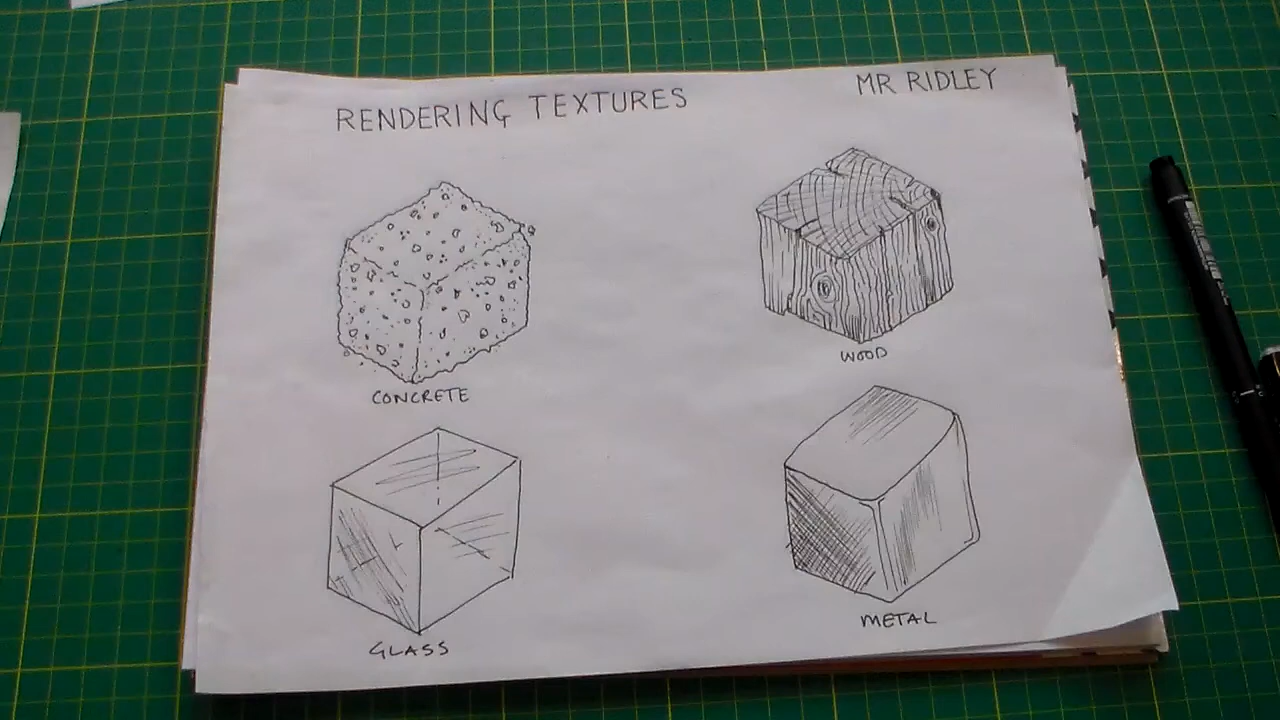 RENDERING TEXTURES
MR RIDLEY
CONCRETE
WOOD
GLASS
METAL